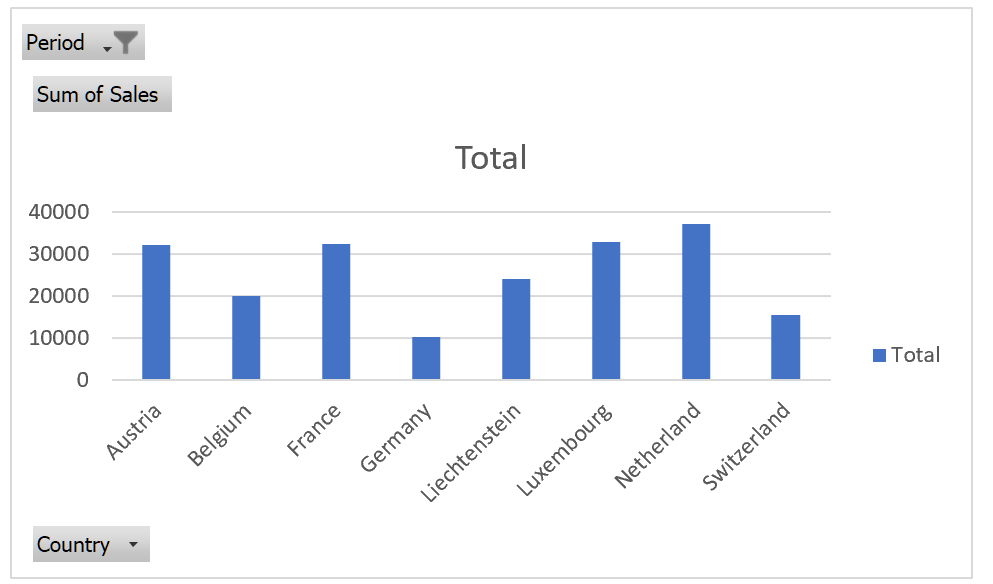 Period
Sum of Sales
Total
40000
30000
20000
10000
0
Total
Austria
Belgium
France
Germany
Liechtenstein
Luxembourg
Netherland
Switzerland
Country